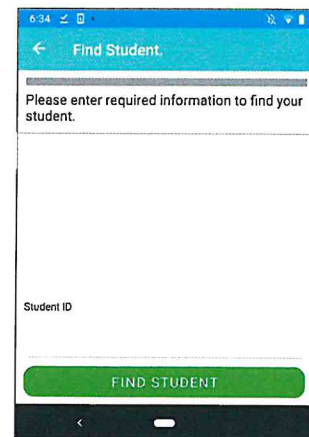 6:34
Find Student.
Please enter required information to find your
student.
Student ID
FIND STUDENT